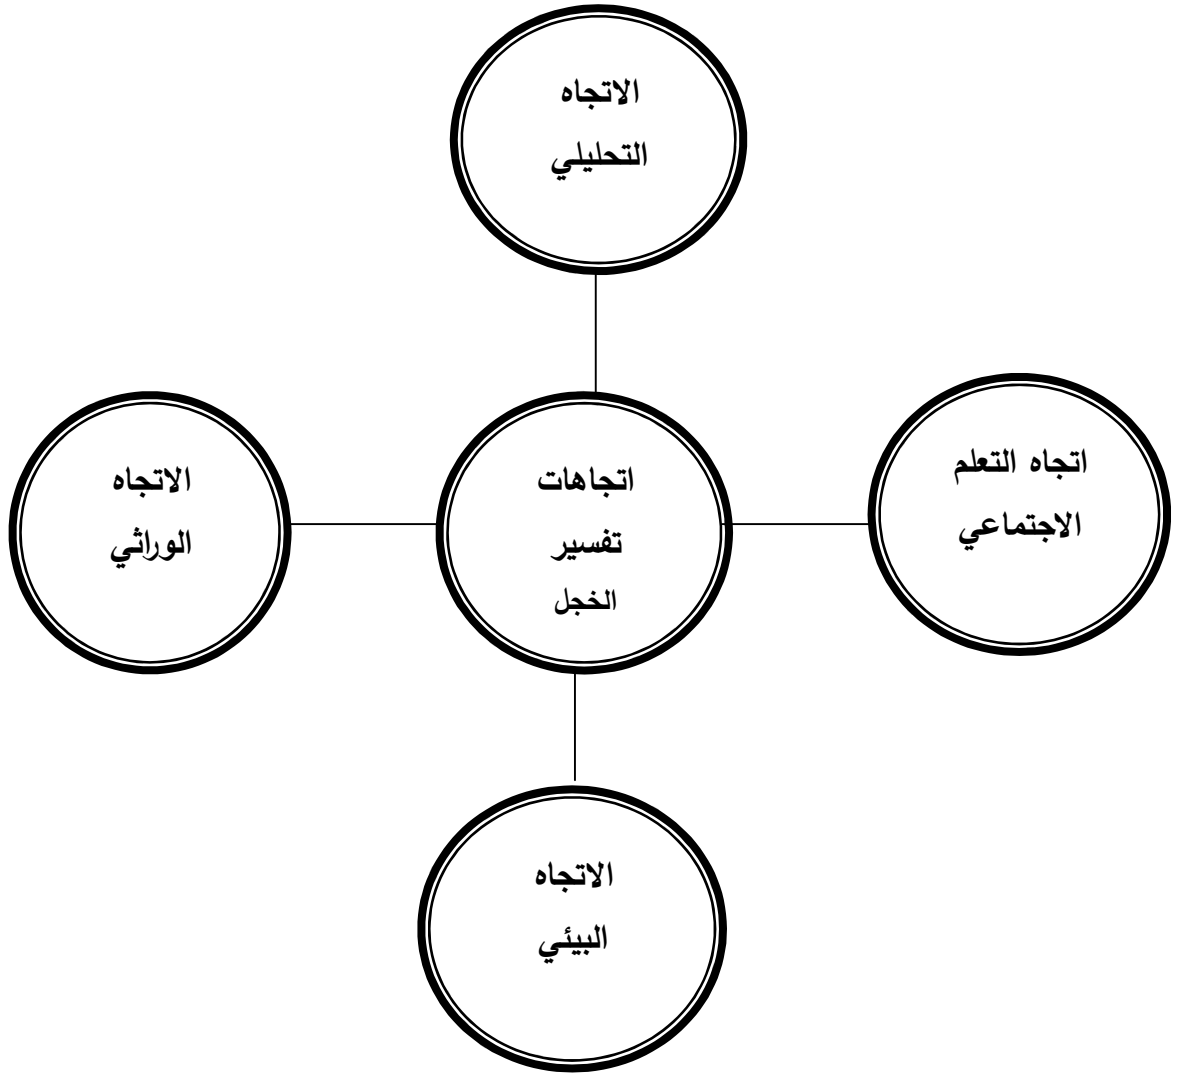 الاتجاه
التحليلي
اتجاه التعلم
الاجتماعي
اتجاهات
تفسير
الخجل
الاتجاه
الوراثي
الاتجاه
البيئي